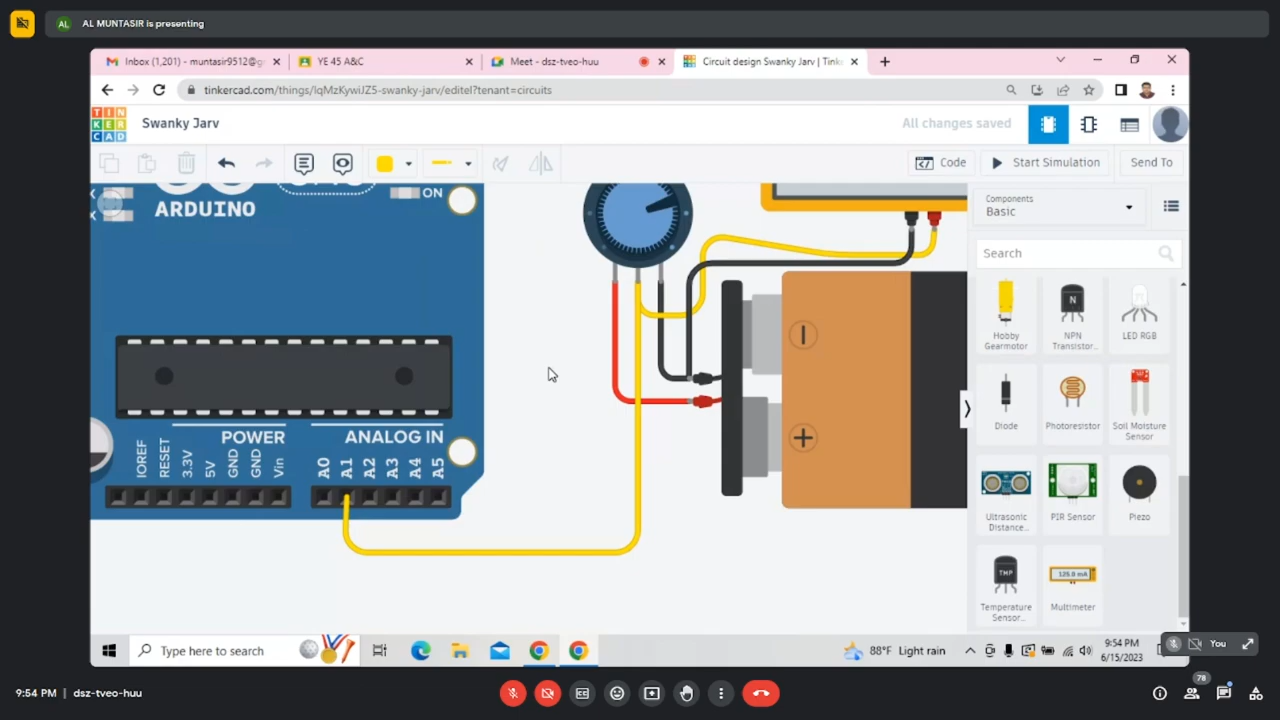 AL
AL MUNTASIR is presenting
Inbox (1,201) - muntasir9512@g
YE 45 A&C
Meet - dsz-tveo-huu
Circuit design Swanky Jarv | Tink
tinkercad.com/things/lqMzKywiJZ5-swanky-jarv/editel?tenant=circuits
TIN
KER
CAD
Swanky Jarv
All changes saved
Code
Start Simulation
Send To
ON
X
X
ARDUINO
POWER
ANALOG IN
IOREF
RESET
3.3V
5V
GND
GND
Vin
A0
A1
A2
A3
A4
A5
Components
Basic
Search
N
Hobby
Gearmotor
NPN
Transistor...
LED RGB
Diode
Photoresistor
Soil Moisture
Sensor
Ultrasonic
Distance...
PIR Sensor
Piezo
TMP
125.0 mA
Temperature
Sensor...
Multimeter
Type here to search
88°F Light rain
9:54 PM
6/15/2023
You
9:54 PM | dsz-tveo-huu
78